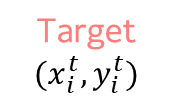 Target
(x_i^t, y_i^t)